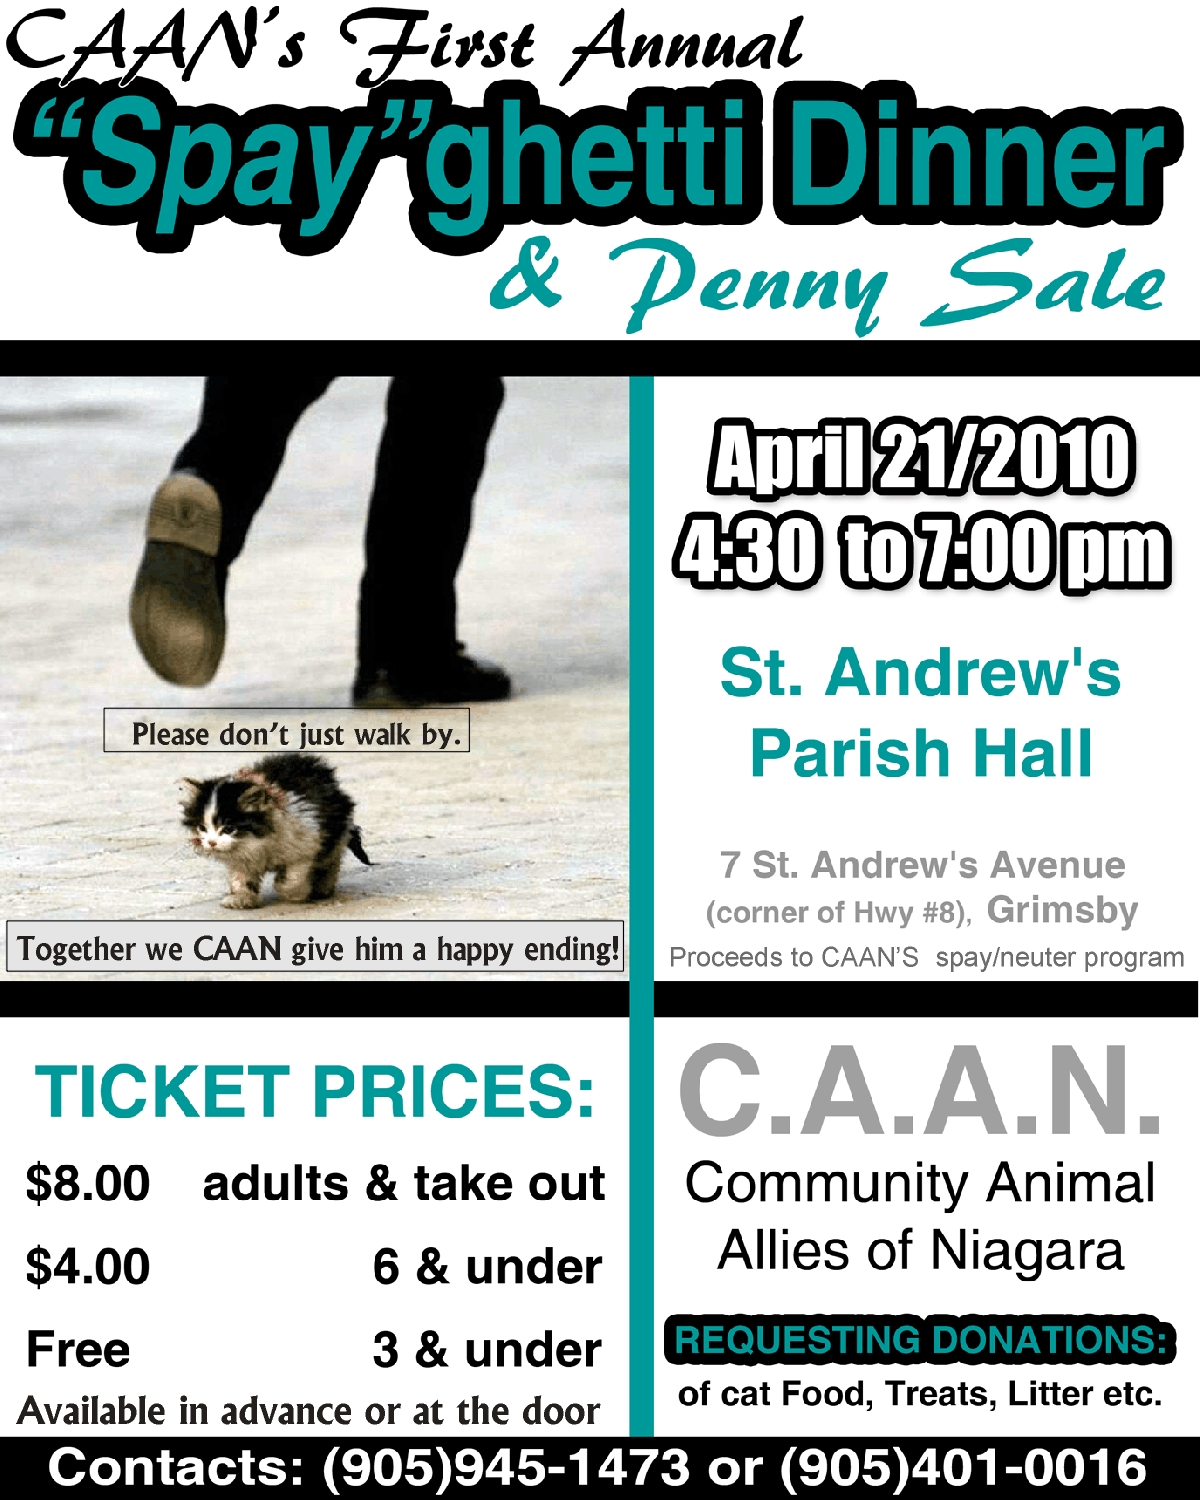 CAAN's First Annual
"Spay"ghetti Dinner
& Penny Sale
Please don't just walk by.
Together we CAAN give him a happy ending!
April 21/2010
4:30 to 7:00 pm
St. Andrew's
Parish Hall
7 St. Andrew's Avenue
(corner of Hwy #8), Grimsby
Proceeds to CAAN'S spay/neuter program
TICKET PRICES:
$8.00 adults & take out
$4.00 6 & under
Free 3 & under
Available in advance or at the door
C.A.A.N.
Community Animal
Allies of Niagara
REQUESTING DONATIONS:
of cat Food, Treats, Litter etc.
Contacts: (905)945-1473 or (905)401-0016